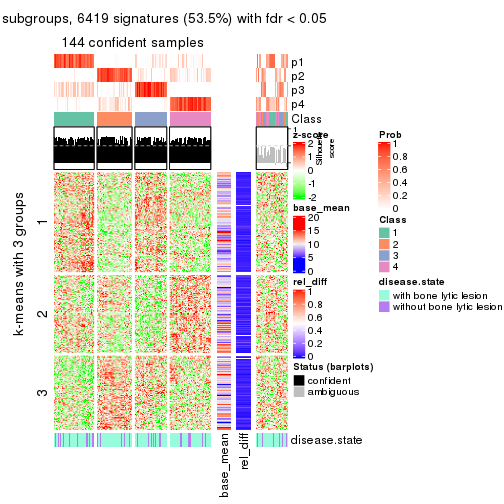 subgroups, 6419 signatures (53.5%) with fdr < 0.05
144 confident samples
p1
p2
p3
p4
Class
1
Silhouette
score
z-score
2
1
0
-1
-2
base_mean
20
15
10
5
0
rel_diff
1
0.8
0.6
0.4
0.2
0
Status (barplots)
confident
ambiguous
Prob
1
0.8
0.6
0.4
0.2
0
Class
1
2
3
4
disease.state
with bone lytic lesion
without bone lytic lesion
k-means with 3 groups
1
2
3
disease.state
base_mean
rel_diff